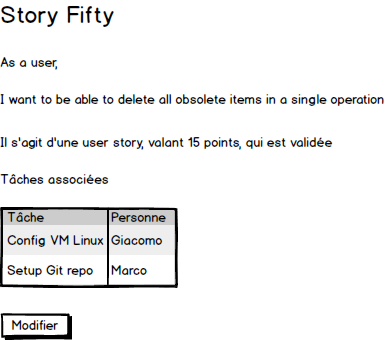 Story Fifty
As a user,
I want to be able to delete all obsolete items in a single operation
Il s'agit d'une user story, valant 15 points, qui est validée
Tâches associées
Tâche Personne
Config VM Linux Giacomo
Setup Git repo Marco
Modifier